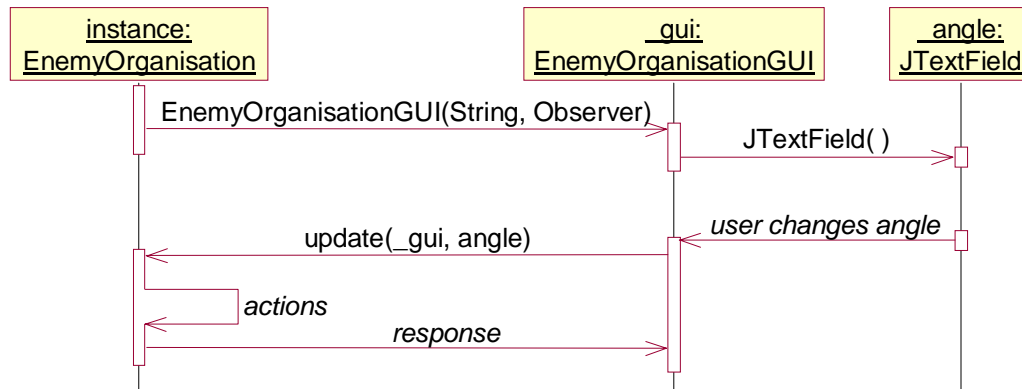 instance:
EnemyOrganisation
_gui:
EnemyOrganisationGUI
_angle:
JTextField
EnemyOrganisationGUI(String, Observer)
JTextField( )
user changes angle
update(_gui, angle)
actions
response